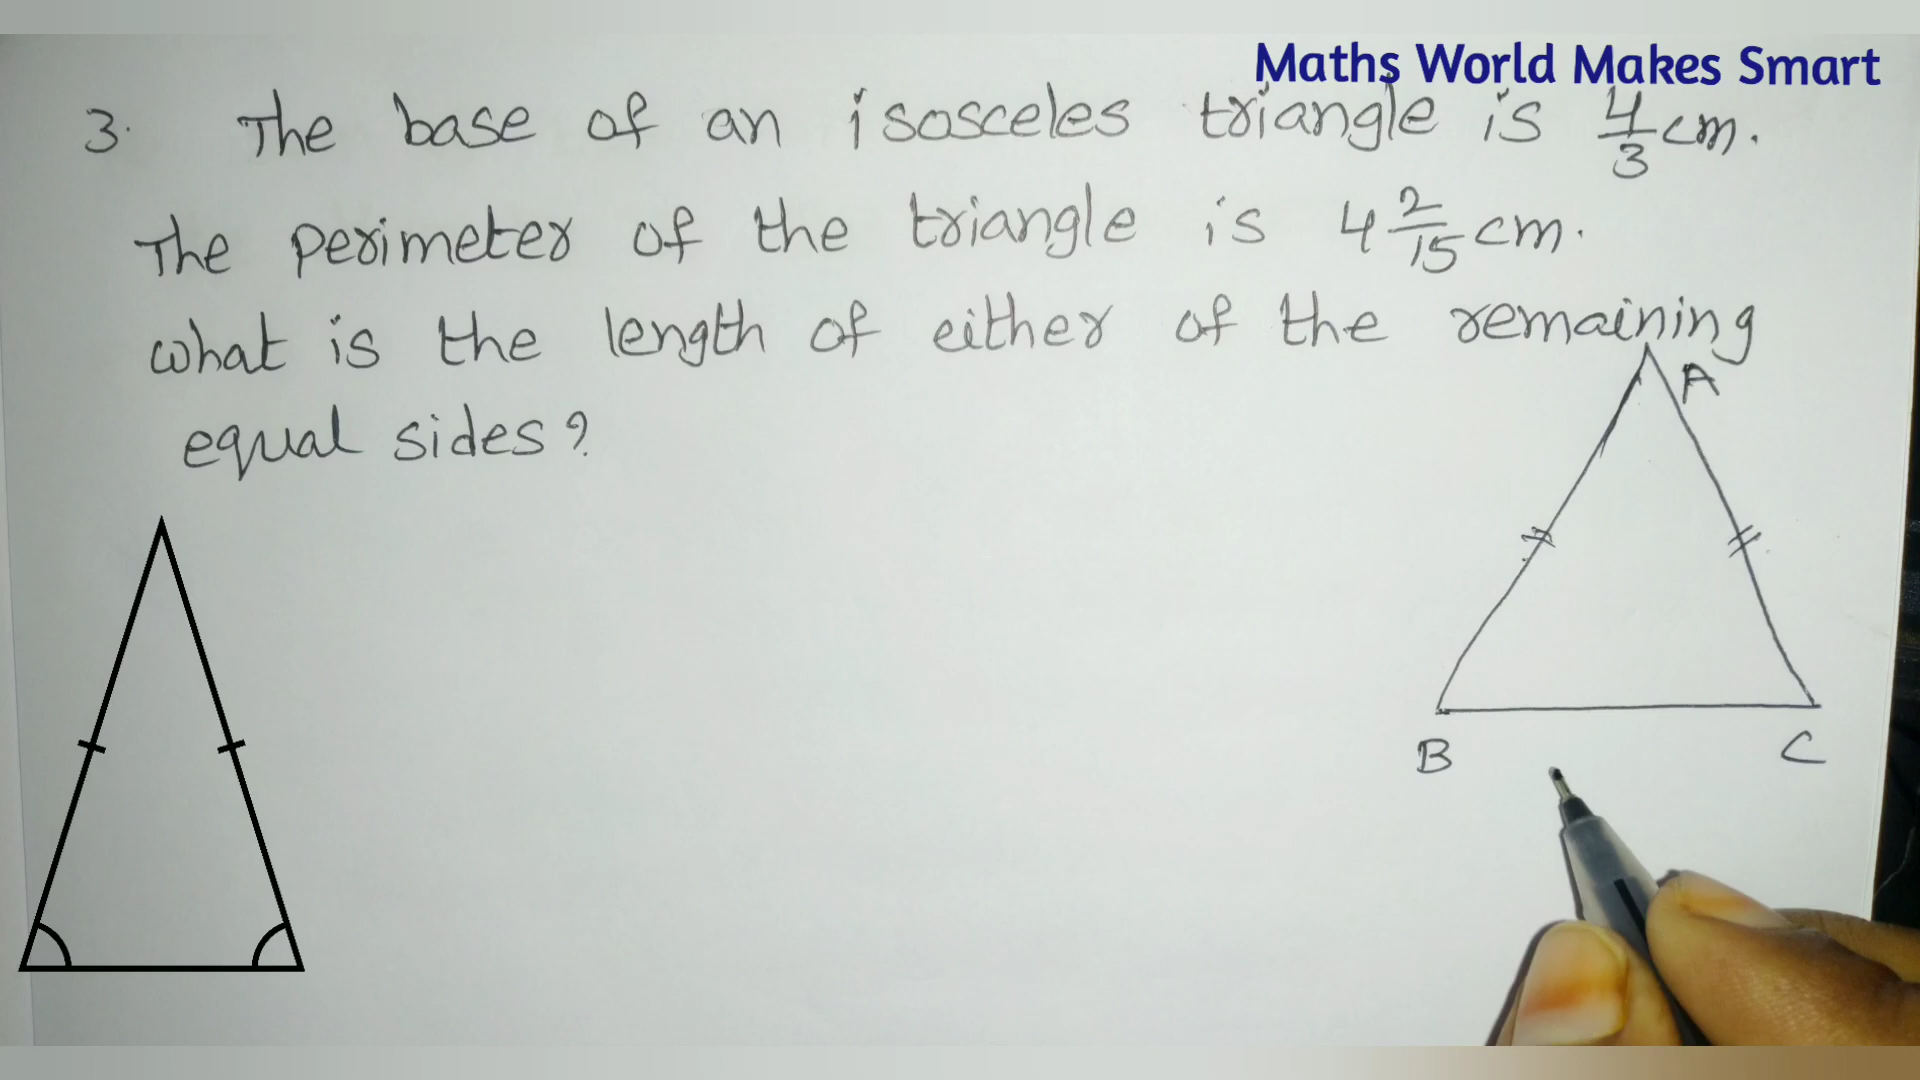 Maths World Makes Smart
3. The base of an isosceles triangle is 4/3 cm.
The perimeter of the triangle is 4 2/15 cm.
what is the length of either of the remaining
equal sides?
A
B
C